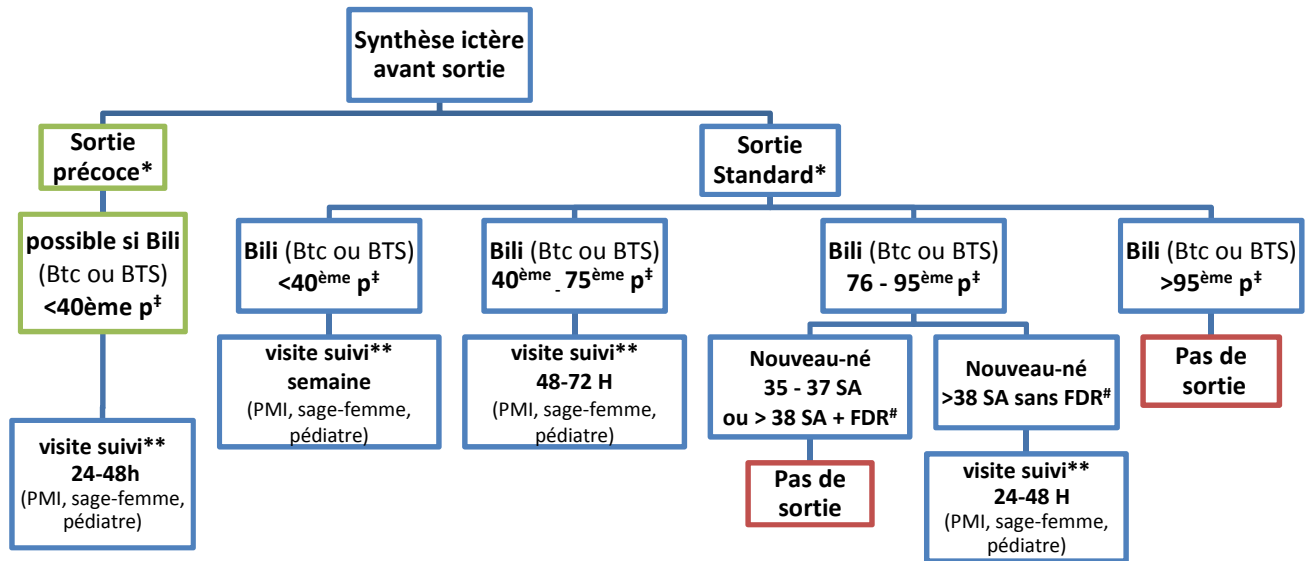 Synthèse ictère
avant sortie
Sortie
précoce*
possible si Bili
(Btc ou BTS)
<40ème p‡
visite suivi**
24-48h
(PMI, sage-femme,
pédiatre)
Sortie
Standard*
Bili (Btc ou BTS)
<40ème p‡
visite suivi**
semaine
(PMI, sage-femme,
pédiatre)
Bili (Btc ou BTS)
40ème - 75ème p‡
visite suivi**
48-72 H
(PMI, sage-femme,
pédiatre)
Bili (Btc ou BTS)
76 - 95ème p‡
Nouveau-né
35 - 37 SA
ou > 38 SA + FDR#
Pas de
sortie
Nouveau-né
>38 SA sans FDR#
visite suivi**
24-48 H
(PMI, sage-femme,
pédiatre)
Bili (Btc ou BTS)
>95ème p‡
Pas de
sortie